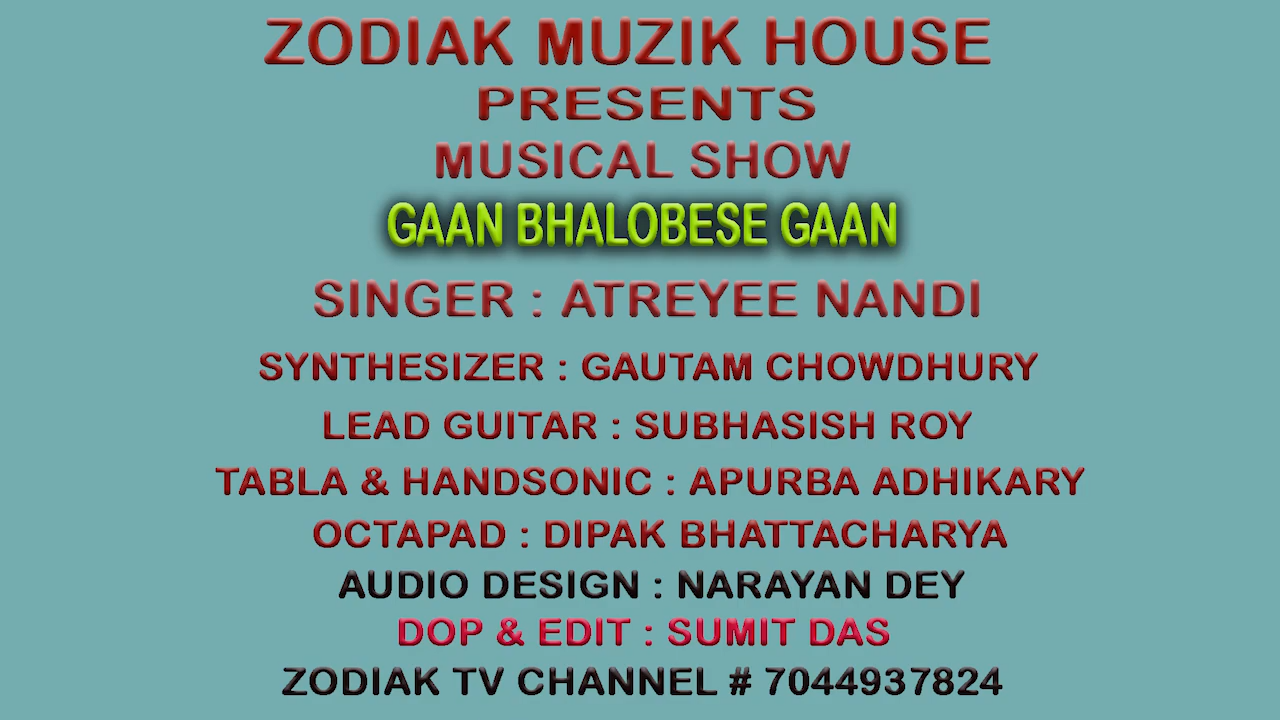 ZODIAK MUZIK HOUSE
PRESENTS
MUSICAL SHOW
GAAN BHALOBESE GAAN
SINGER : ATREYEE NANDI
SYNTHESIZER : GAUTAM CHOWDHURY
LEAD GUITAR : SUBHASISH ROY
TABLA & HANDSONIC : APURBA ADHIKARY
OCTAPAD : DIPAK BHATTACHARYA
AUDIO DESIGN : NARAYAN DEY
DOP & EDIT : SUMIT DAS
ZODIAK TV CHANNEL # 7044937824